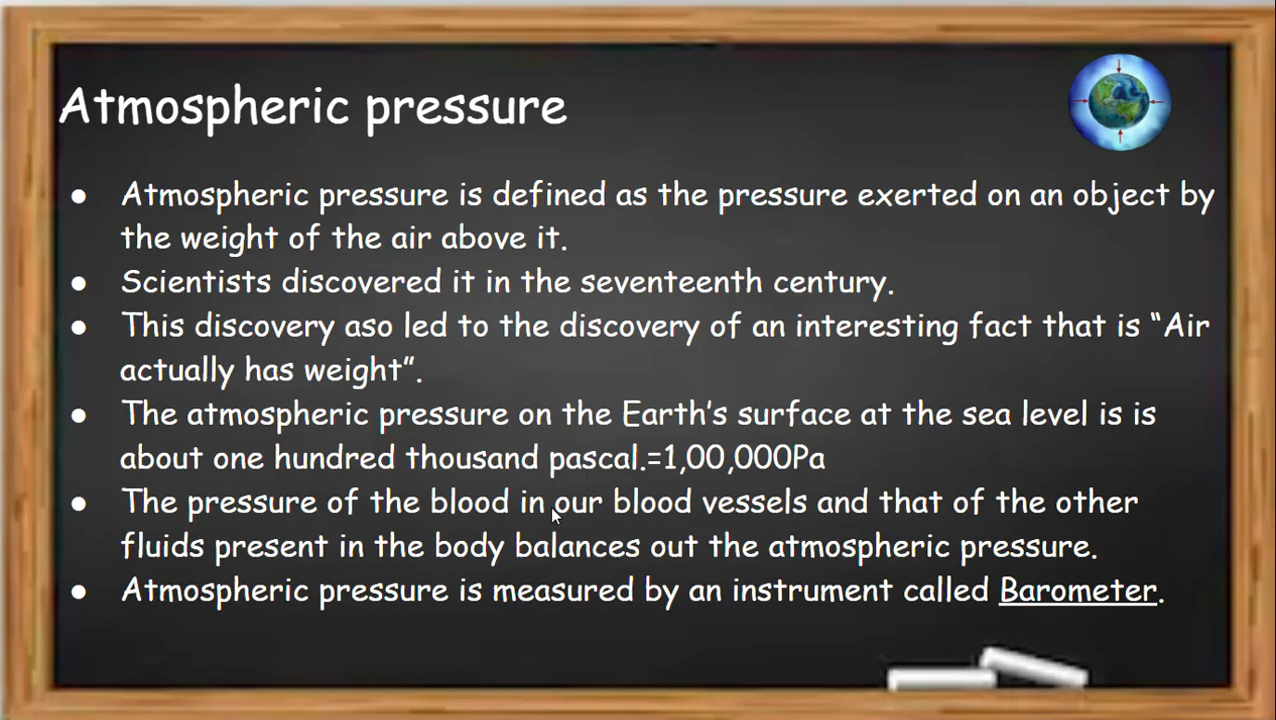 Atmospheric pressure
● Atmospheric pressure is defined as the pressure exerted on an object by
the weight of the air above it.
● Scientists discovered it in the seventeenth century.
● This discovery aso led to the discovery of an interesting fact that is “Air
actually has weight”.
● The atmospheric pressure on the Earth’s surface at the sea level is is
about one hundred thousand pascal.=1,00,000Pa
● The pressure of the blood in our blood vessels and that of the other
fluids present in the body balances out the atmospheric pressure.
● Atmospheric pressure is measured by an instrument called Barometer.